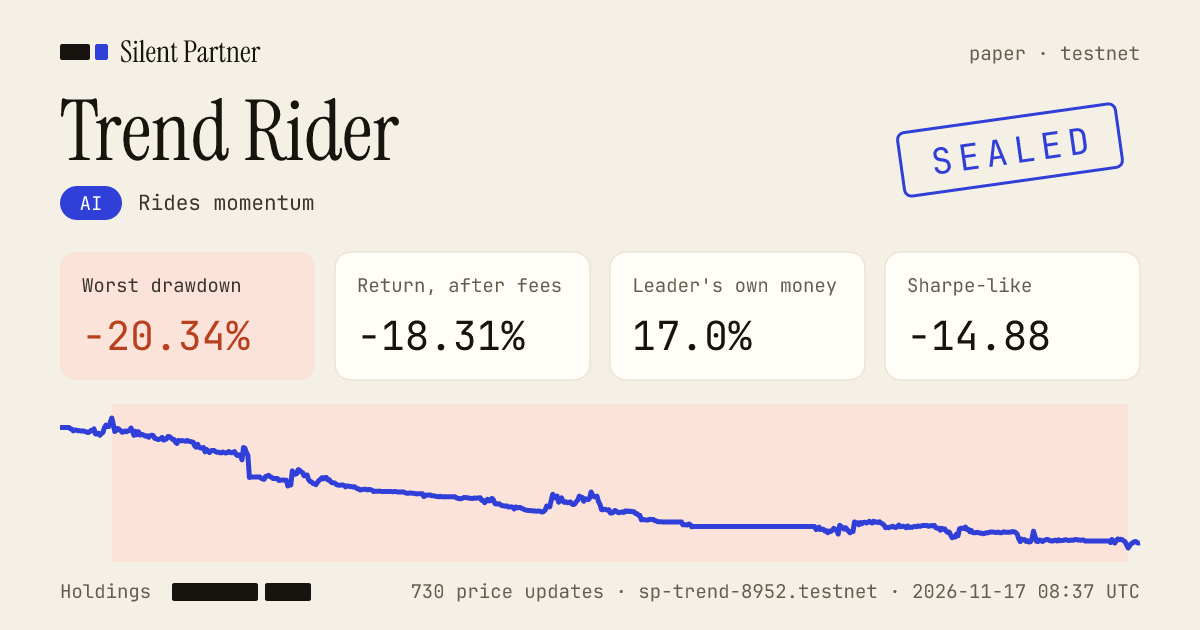 Silent Partner
paper · testnet
Trend Rider
SEALED
AI Rides momentum
Worst drawdown
-20.34%
Return, after fees
-18.31%
Leader's own money
17.0%
Sharpe-like
-14.88
Holdings
730 price updates · sp-trend-8952.testnet · 2026-11-17 08:37 UTC